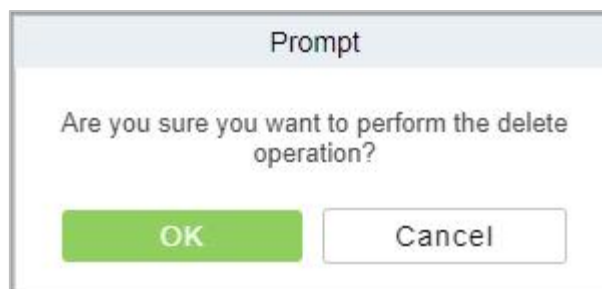 Prompt
Are you sure you want to perform the delete
operation?
OK
Cancel